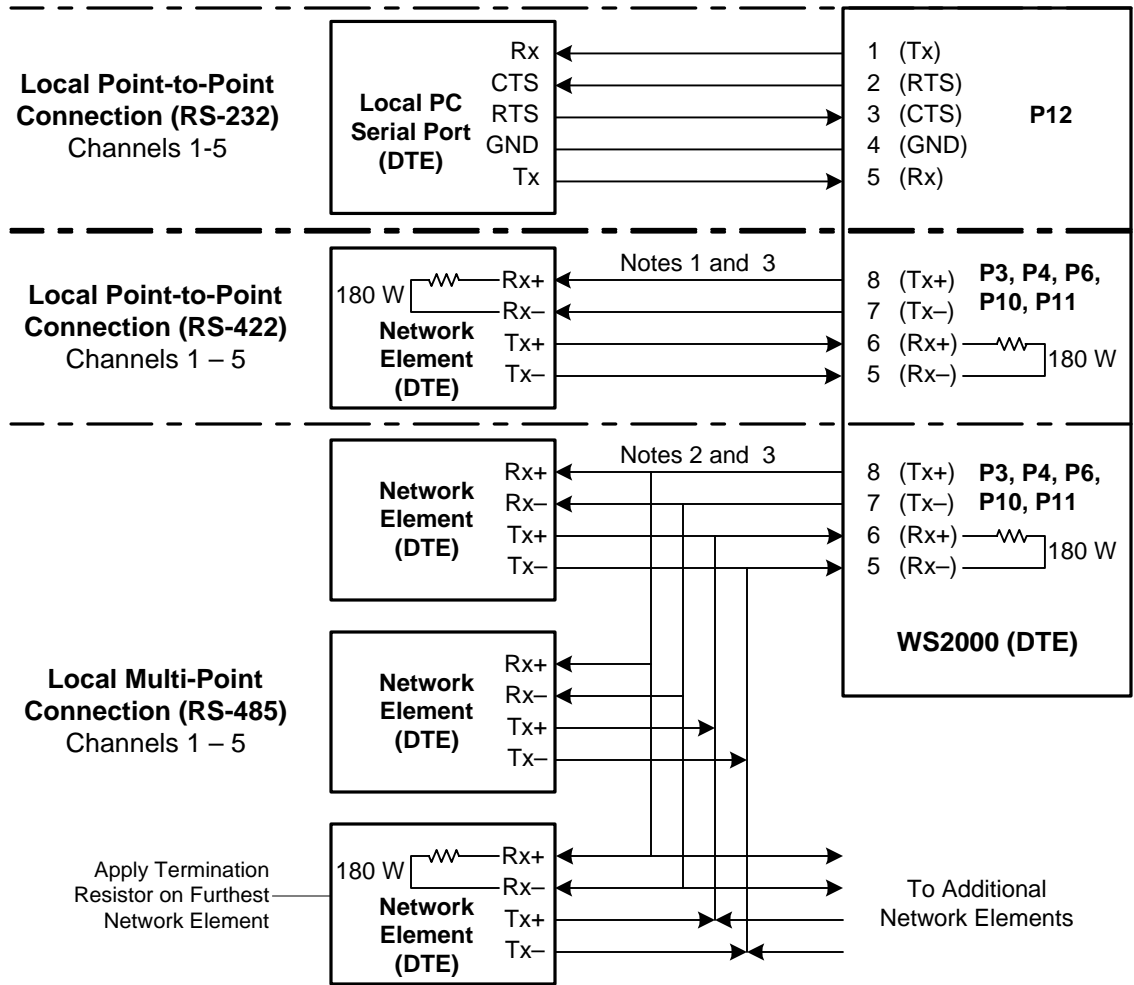 Local Point-to-Point
Connection (RS-232)
Channels 1-5
Local PC
Serial Port
(DTE)
Rx
CTS
RTS
GND
Tx
1 (Tx)
2 (RTS)
3 (CTS)
4 (GND)
5 (Rx)
P12
Local Point-to-Point
Connection (RS-422)
Channels 1 – 5
180 W
Network
Element
(DTE)
Rx+
Rx–
Tx+
Tx–
Notes 1 and 3
8 (Tx+)
7 (Tx–)
6 (Rx+)
5 (Rx–)
P3, P4, P6,
P10, P11
180 W
Local Multi-Point
Connection (RS-485)
Channels 1 – 5
Network
Element
(DTE)
Rx+
Rx–
Tx+
Tx–
Notes 2 and 3
8 (Tx+)
7 (Tx–)
6 (Rx+)
5 (Rx–)
P3, P4, P6,
P10, P11
180 W
WS2000 (DTE)
Network
Element
(DTE)
Rx+
Rx–
Tx+
Tx–
Apply Termination
Resistor on Furthest
Network Element
180 W
Network
Element
(DTE)
Rx+
Rx–
Tx+
Tx–
To Additional
Network Elements